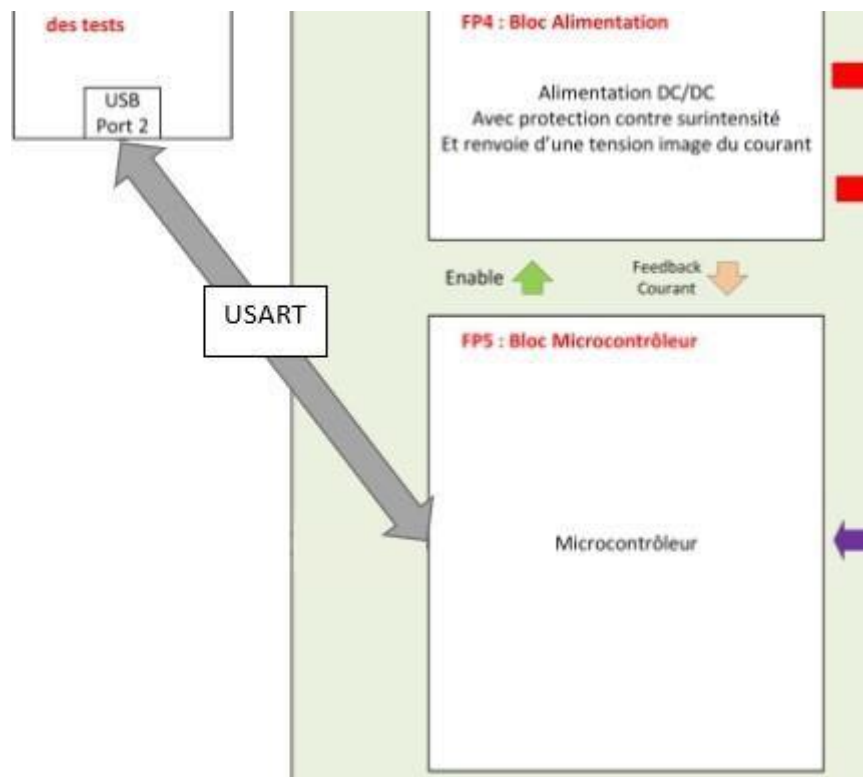 des tests
USB
Port 2
FP4 : Bloc Alimentation
Alimentation DC/DC
Avec protection contre surintensité
Et renvoie d'une tension image du courant
Enable
Feedback
Courant
USART
FP5 : Bloc Microcontrôleur
Microcontrôleur